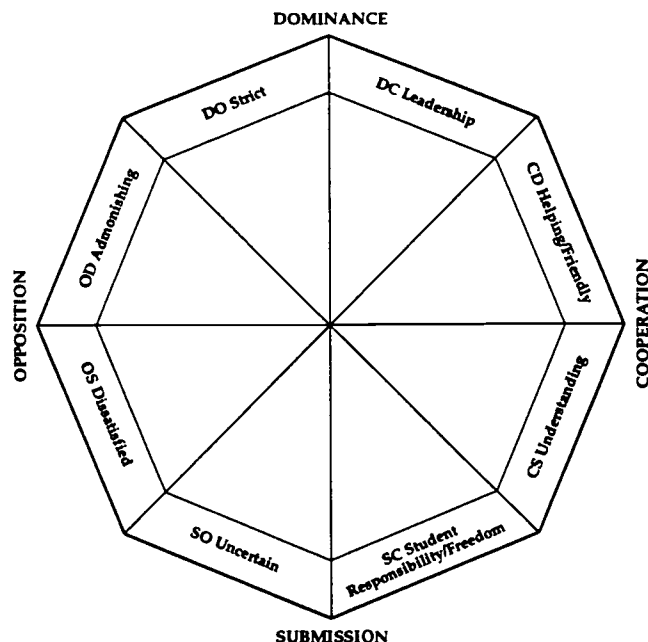 DOMINANCE
DO Strict
DC Leadership
OD Admonishing
CD Helping/Friendly
OPPOSITION
COOPERATION
OS Dissatisfied
CS Understanding
SO Uncertain
SC Student
Responsibility/Freedom
SUBMISSION